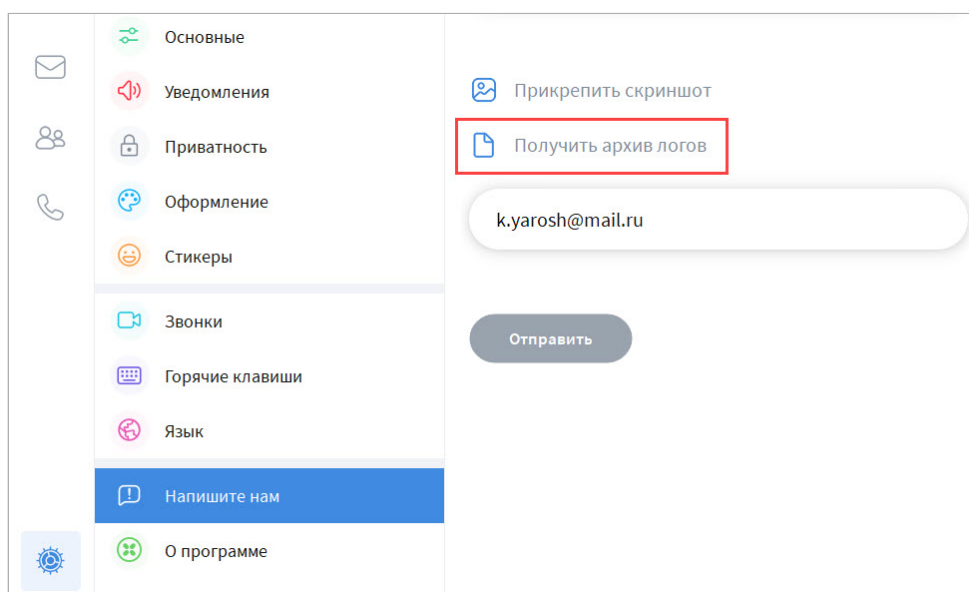 Основные
Уведомления
Приватность
Оформление
Стикеры
Звонки
Горячие клавиши
Язык
Напишите нам
О программе
Прикрепить скриншот
Получить архив логов
k.yarosh@mail.ru
Отправить